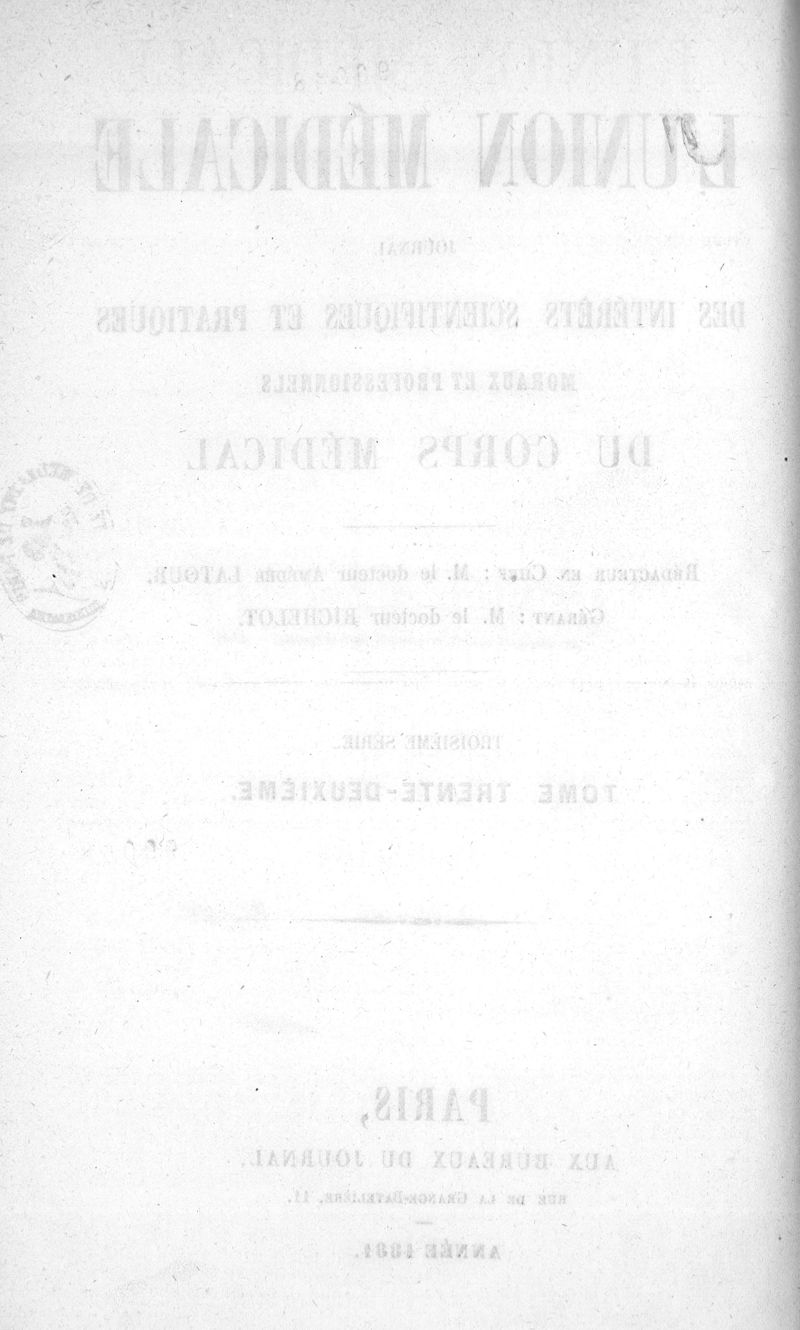 L'UNION MÉDICALE
JOURNAL
DES INTÉRÊTS SCIENTIFIQUES ET PRATIQUES
MORAUX ET PROFESSIONNELS
DU CORPS MÉDICAL
RÉDACTEUR EN CHEF : M. le docteur AMÉDÉE LATOUR.
GÉRANT : M. le docteur RICHELOT.
TROISIÈME SÉRIE.
TOME TRENTE-DEUXIÈME.
PARIS,
AUX BUREAUX DU JOURNAL.
RUE DE LA GRANGE-BATELIÈRE, 11.
ANNÉE 1881.